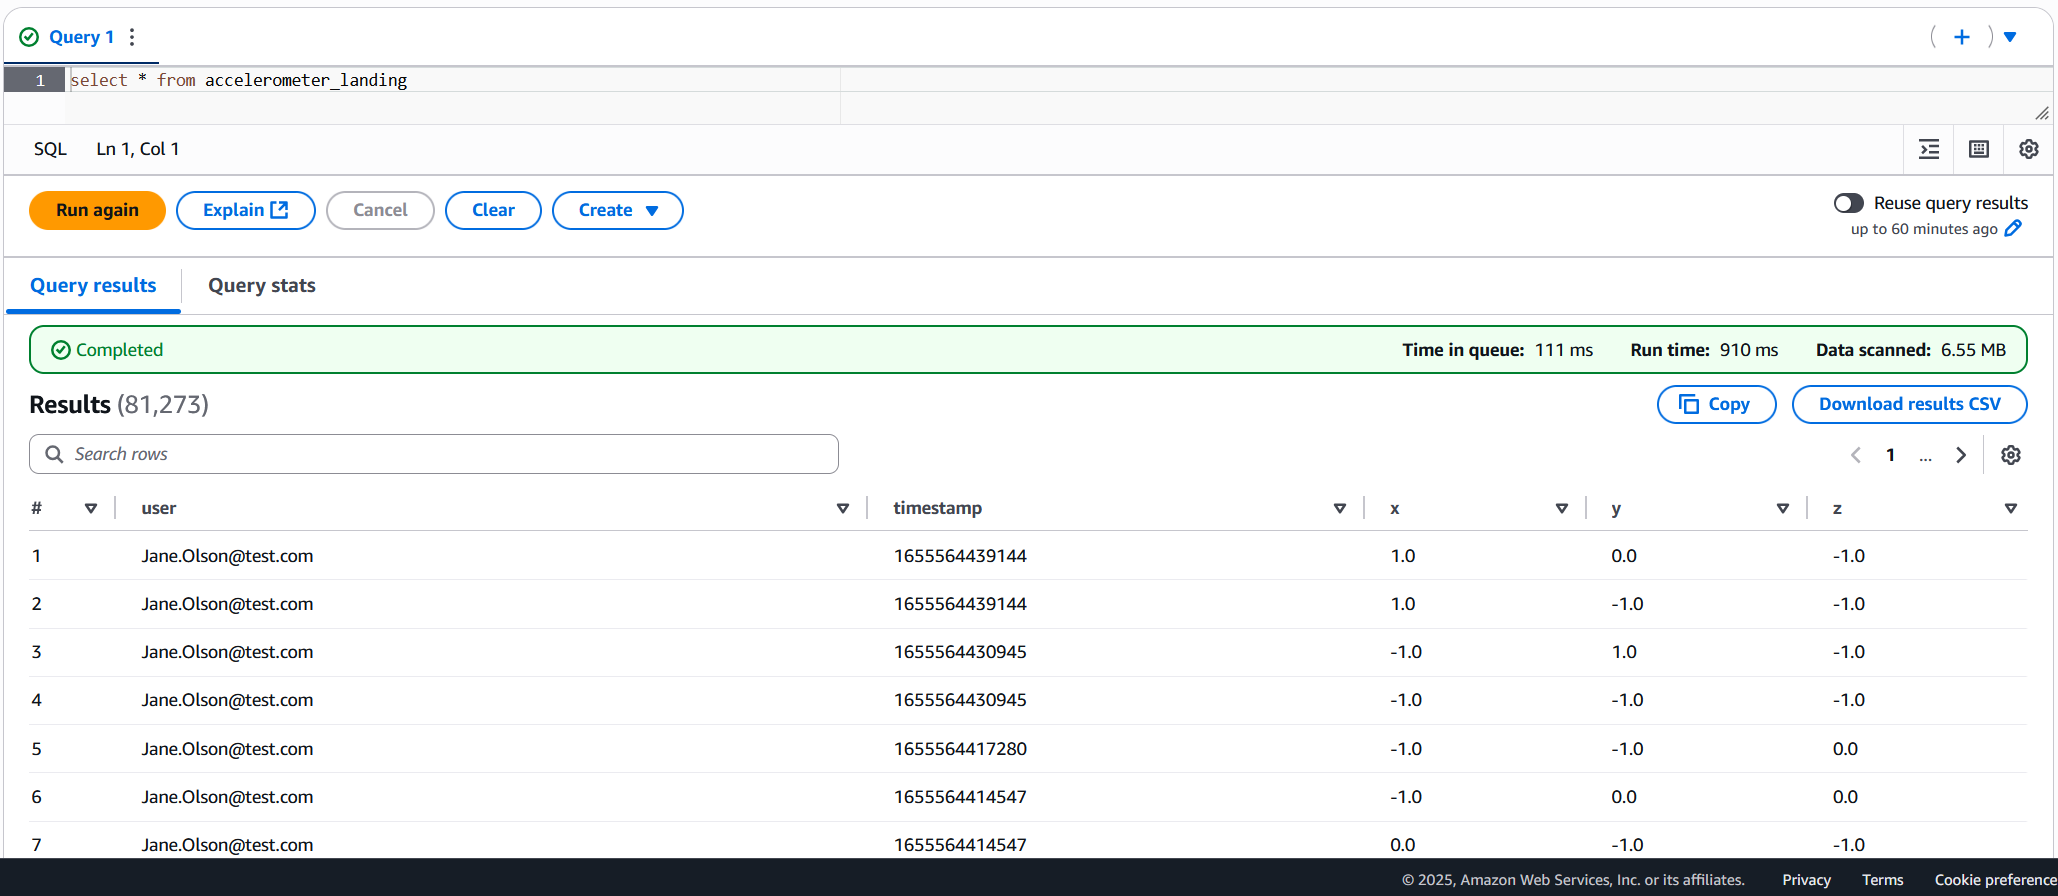 Query 1
1 select * from accelerometer_landing
SQL Ln 1, Col 1
Run again Explain Cancel Clear Create
Reuse query results
up to 60 minutes ago
Query results Query stats
Completed Time in queue: 111 ms Run time: 910 ms Data scanned: 6.55 MB
Results (81,273) Copy Download results CSV
Search rows 1 ...
# user timestamp x y z
1 Jane.Olson@test.com 1655564439144 1.0 0.0 -1.0
2 Jane.Olson@test.com 1655564439144 1.0 -1.0 -1.0
3 Jane.Olson@test.com 1655564430945 -1.0 1.0 -1.0
4 Jane.Olson@test.com 1655564430945 -1.0 -1.0 -1.0
5 Jane.Olson@test.com 1655564417280 -1.0 -1.0 0.0
6 Jane.Olson@test.com 1655564414547 -1.0 0.0 0.0
7 Jane.Olson@test.com 1655564414547 0.0 -1.0 -1.0
© 2025, Amazon Web Services, Inc. or its affiliates. Privacy Terms Cookie preference